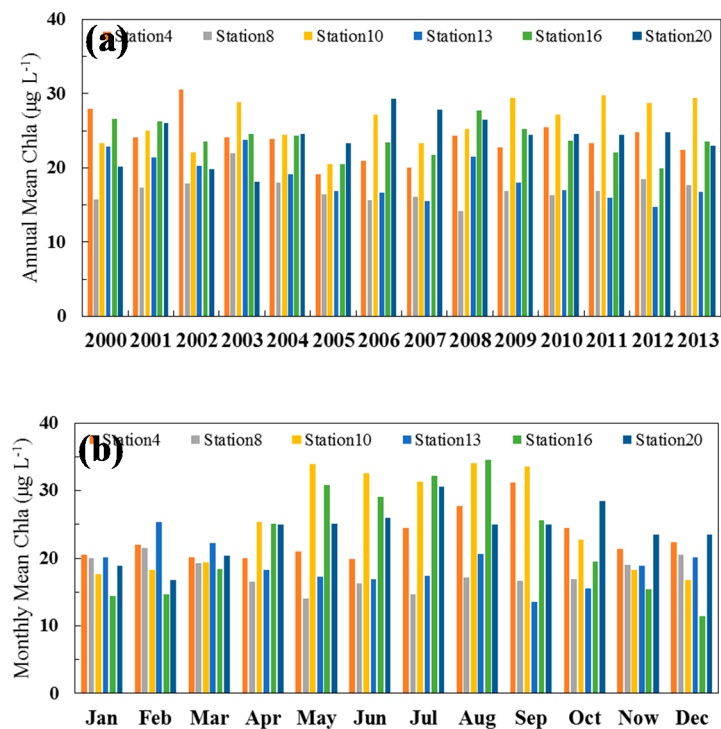 (a)
Station4 Station8 Station10 Station13 Station16 Station20
Annual Mean Chla (µg L-1)
40
30
20
10
0
2000 2001 2002 2003 2004 2005 2006 2007 2008 2009 2010 2011 2012 2013
(b)
Station4 Station8 Station10 Station13 Station16 Station20
Monthly Mean Chla (µg L-1)
40
30
20
10
0
Jan Feb Mar Apr May Jun Jul Aug Sep Oct Now Dec